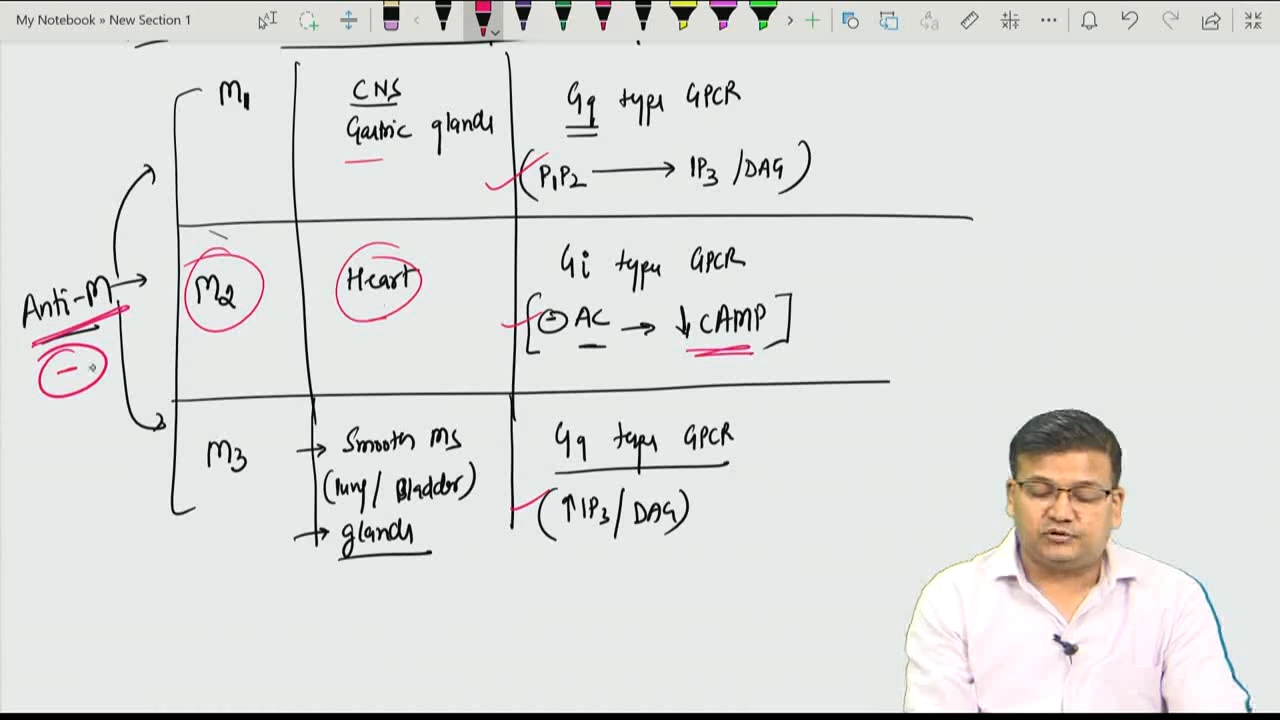 My Notebook » New Section 1
M1
CNS
Gastric glands
Gq type GPCR
(PIP2 → IP3 / DAG)
Anti-M
−
M2
Heart
Gi type GPCR
[⊖ AC → ↓ CAMP]
M3
→ Smooth MS
(lung / Bladder)
→ glands
Gq type GPCR
(↑ IP3 / DAG)